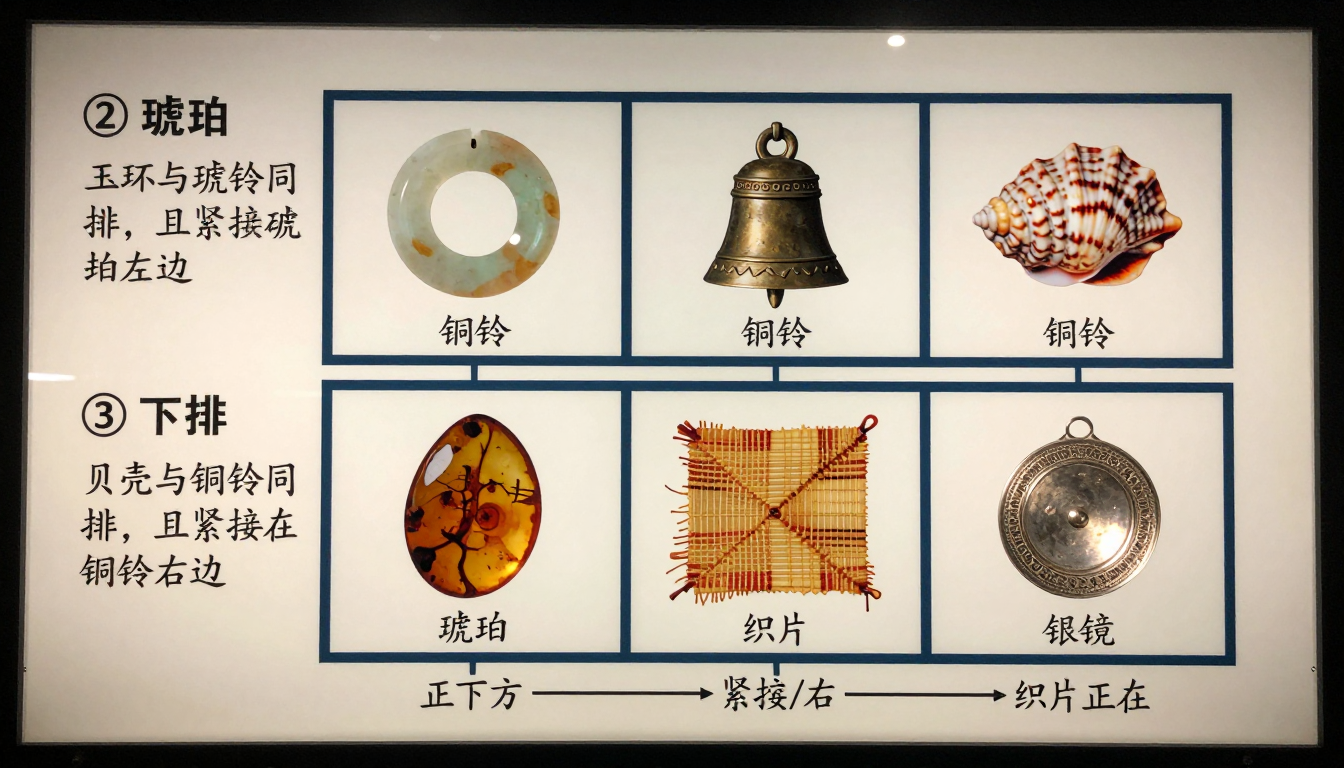 ② 琥珀
玉环与琥铃同
排，且紧接琥
珀左边
铜铃
铜铃
铜铃
③ 下排
贝壳与铜铃同
排，且紧接在
铜铃右边
琥珀
织片
银镜
正下方
紧接/右
织片正在